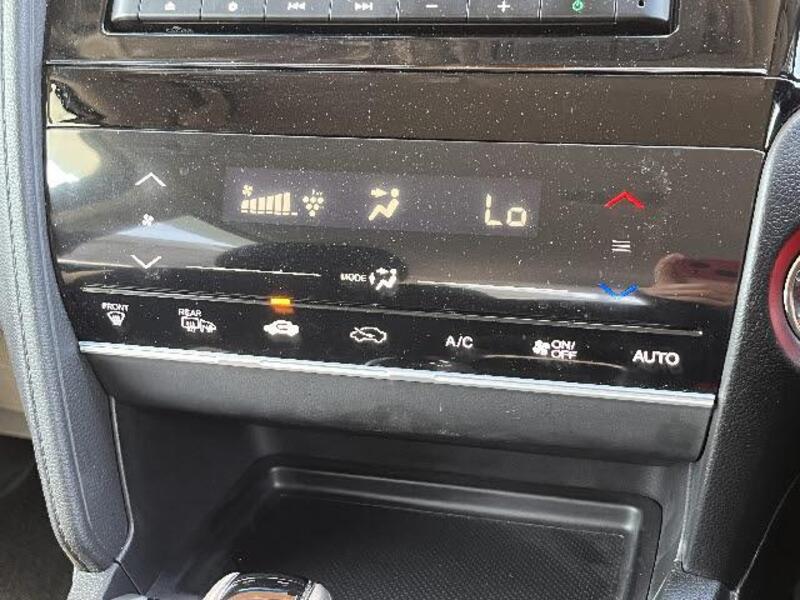 Lo
MODE
FRONT
REAR
A/C
ON/
OFF
AUTO